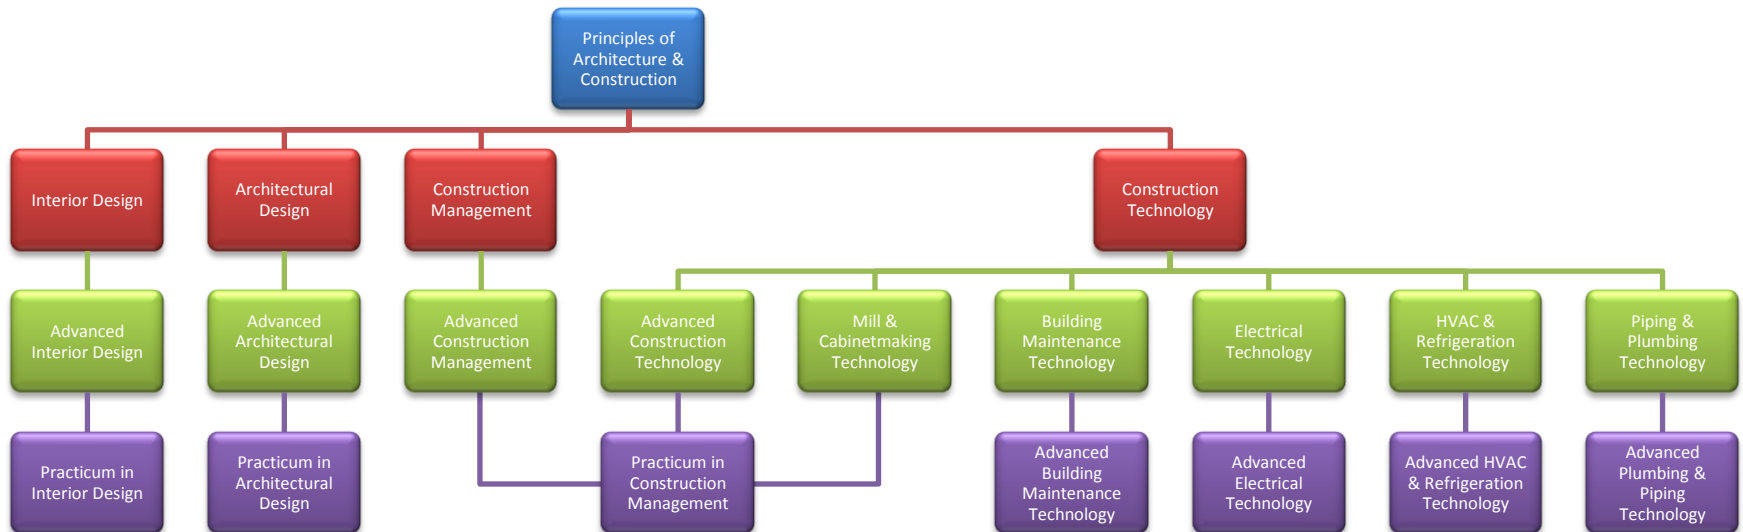 Principles of
Architecture &
Construction
Interior Design
Architectural
Design
Construction
Management
Construction
Technology
Advanced
Interior Design
Advanced
Architectural
Design
Advanced
Construction
Management
Advanced
Construction
Technology
Mill &
Cabinetmaking
Technology
Building
Maintenance
Technology
Electrical
Technology
HVAC &
Refrigeration
Technology
Piping &
Plumbing
Technology
Practicum in
Interior Design
Practicum in
Architectural
Design
Practicum in
Construction
Management
Advanced
Building
Maintenance
Technology
Advanced
Electrical
Technology
Advanced HVAC
& Refrigeration
Technology
Advanced
Plumbing &
Piping
Technology